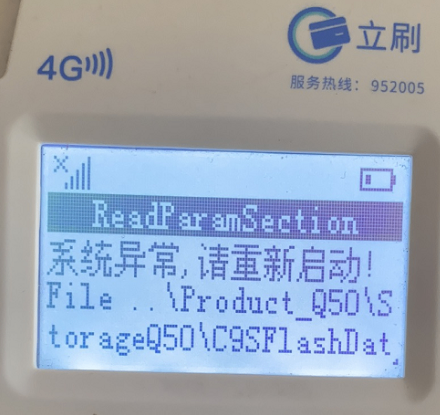 立刷
4G
服务热线：952005
ReadParamSection
系统异常,请重新启动!
File ..\Product_Q50\S
torageQ50\C9SFlashDat